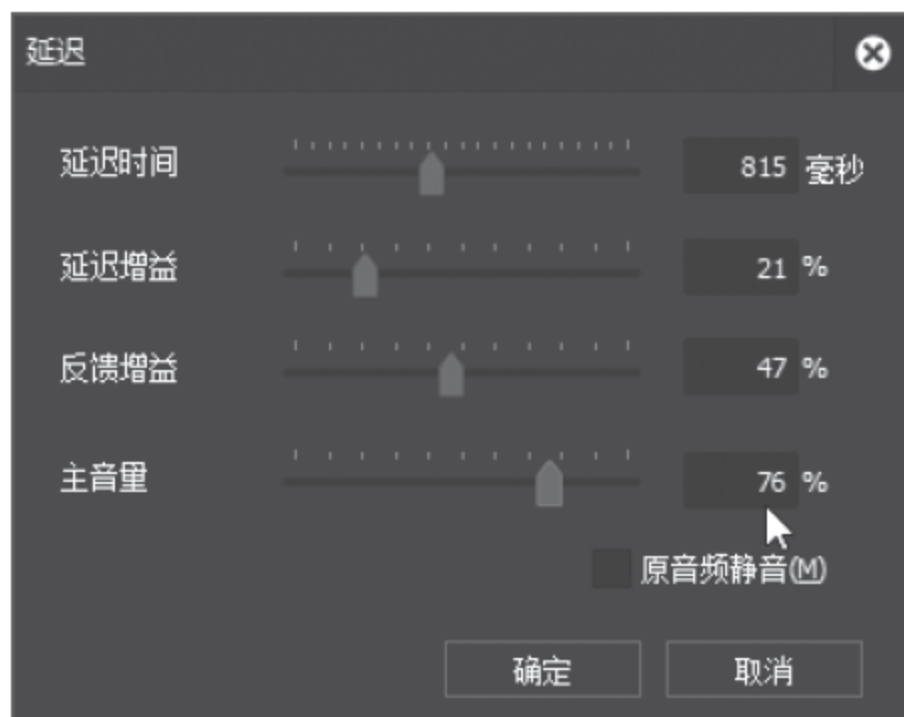 延迟
延迟时间 815 毫秒
延迟增益 21 %
反馈增益 47 %
主音量 76 %
原音频静音(M)
确定 取消